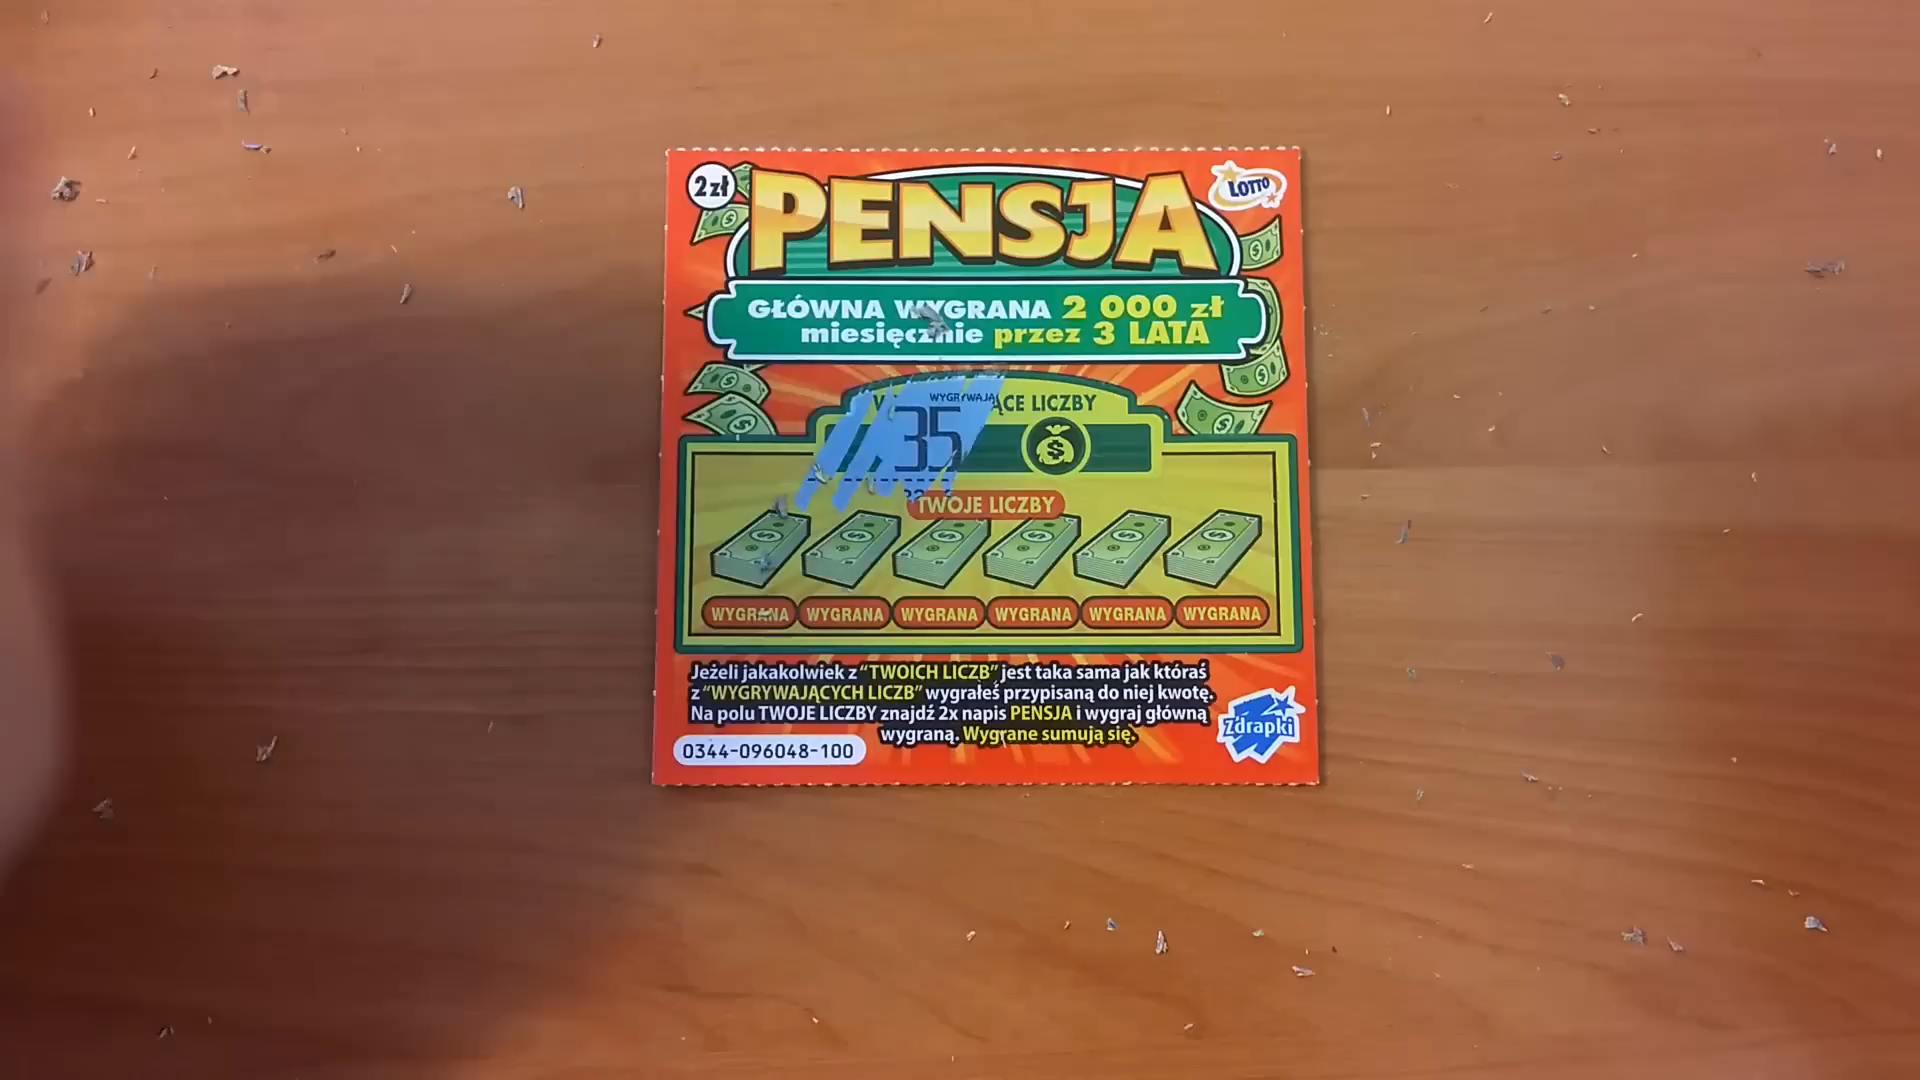 2 zł
PENSJA
LOTTO
GŁÓWNA WYGRANA 2 000 zł
miesięcznie przez 3 LATA
WYGRYWAJĄ
ĄCE LICZBY
35
TWOJE LICZBY
WYGRANA WYGRANA WYGRANA WYGRANA WYGRANA WYGRANA
Jeżeli jakakolwiek z "TWOICH LICZB" jest taka sama jak któraś
z "WYGRYWAJĄCYCH LICZB" wygrałeś przypisaną do niej kwotę.
Na polu TWOJE LICZBY znajdź 2x napis PENSJA i wygraj główną
wygraną. Wygrane sumują się.
Zdrapki
0344-096048-100